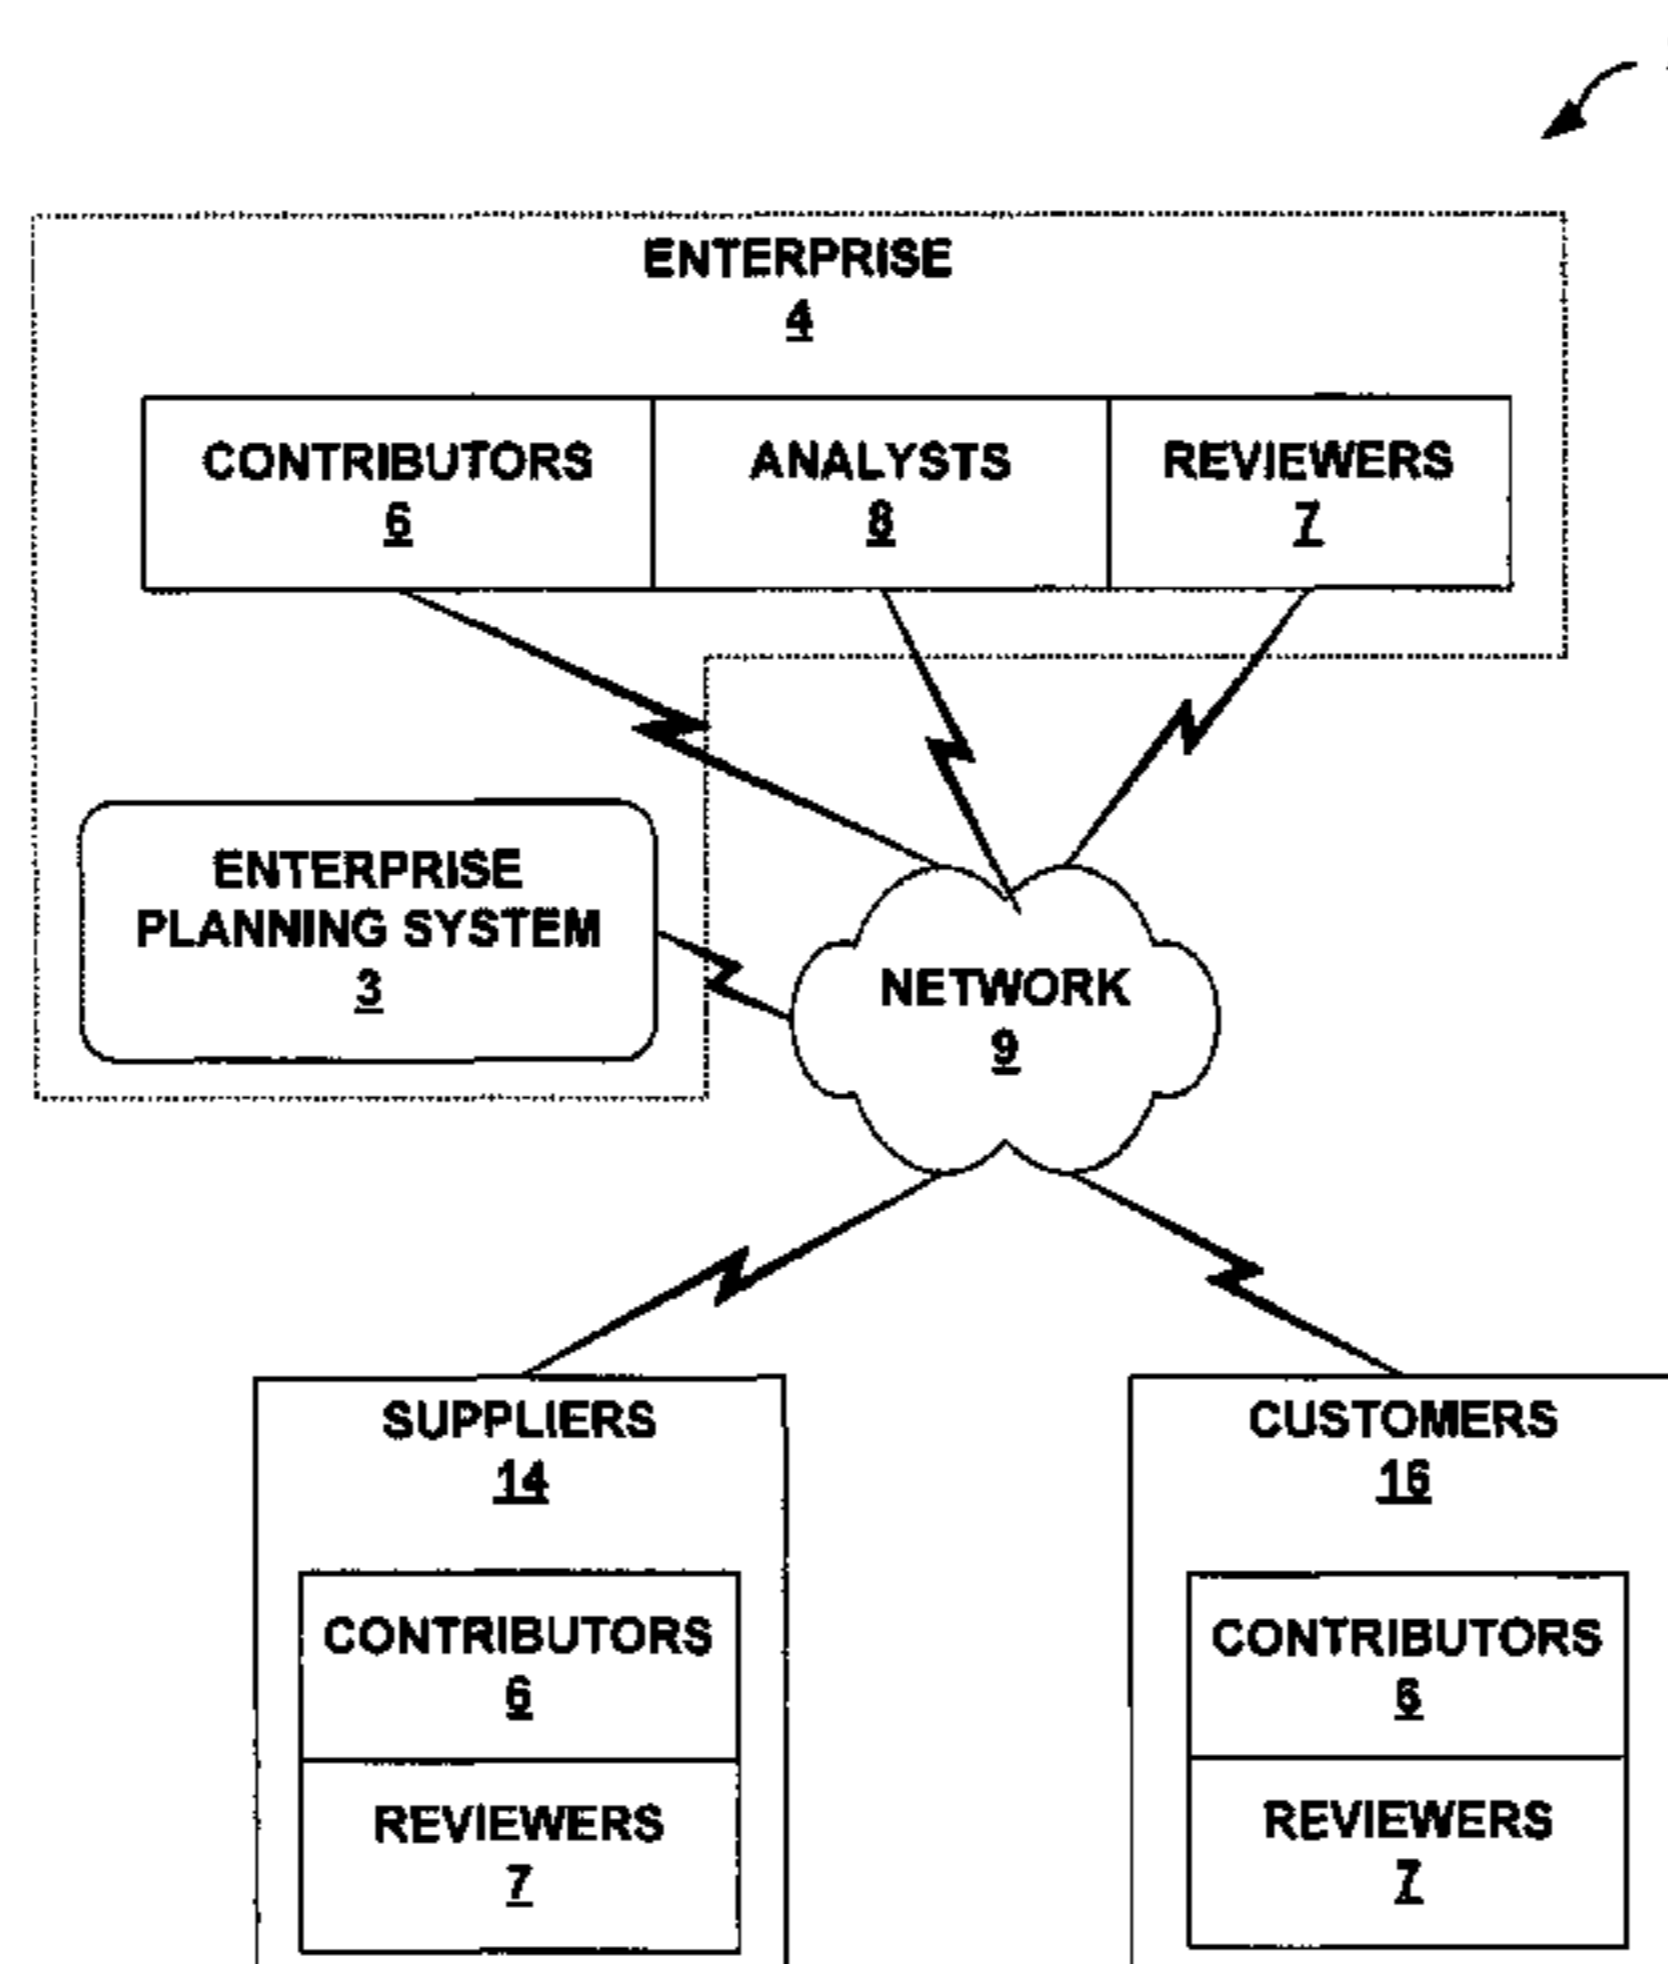 ENTERPRISE
4
CONTRIBUTORS
6
ANALYSTS
8
REVIEWERS
7
ENTERPRISE
PLANNING SYSTEM
3
NETWORK
9
SUPPLIERS
14
CONTRIBUTORS
6
REVIEWERS
7
CUSTOMERS
16
CONTRIBUTORS
6
REVIEWERS
7